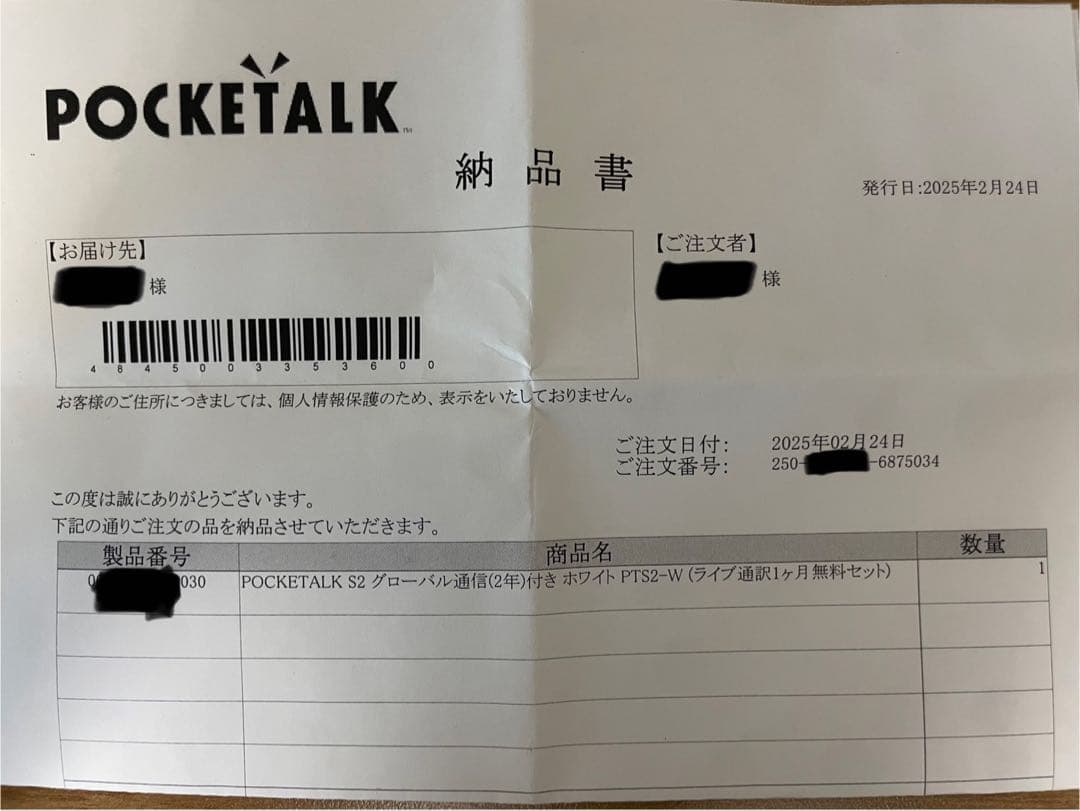 POCKETALK™
納品書
発行日:2025年2月24日
【お届け先】
様
484500335360 0
【ご注文者】
様
お客様のご住所につきましては、個人情報保護のため、表示をいたしておりません。
ご注文日付: 2025年02月24日
ご注文番号: 250- -6875034
この度は誠にありがとうございます。
下記の通りご注文の品を納品させていただきます。
製品番号 商品名 数量
0 030 POCKETALK S2 グローバル通信(2年)付き ホワイト PTS2-W (ライブ通訳1ヶ月無料セット) 1